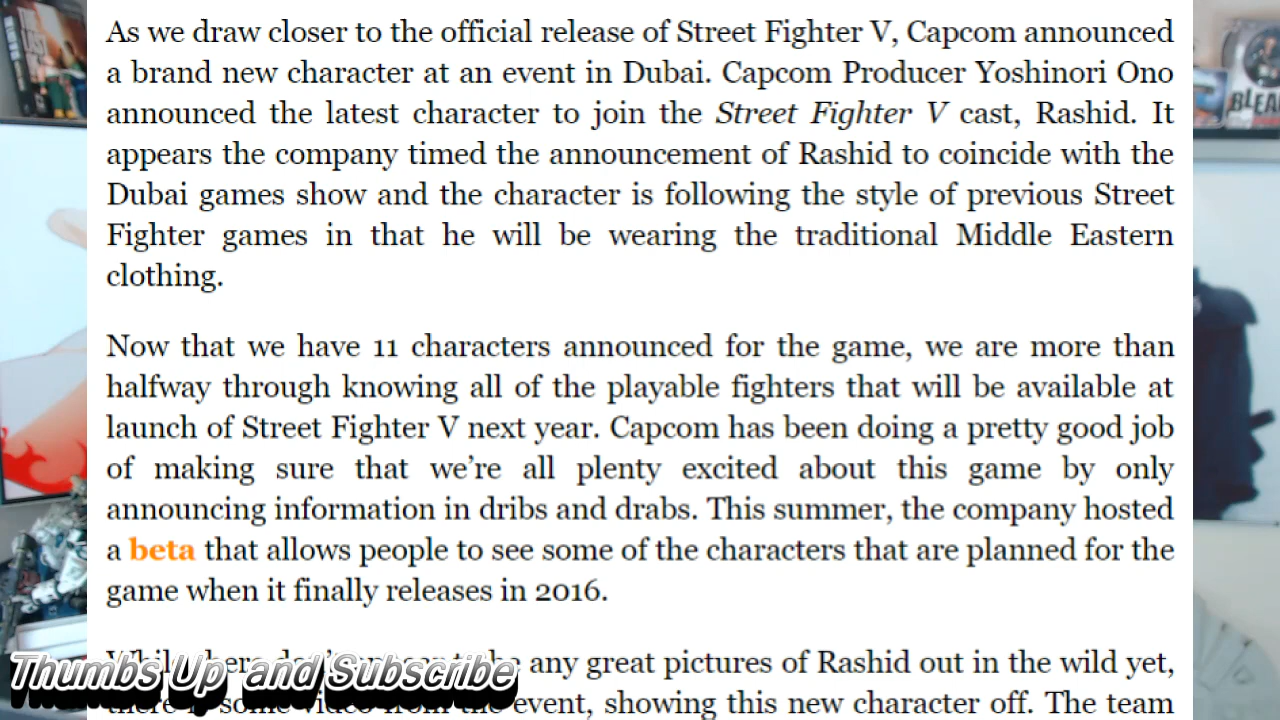 As we draw closer to the official release of Street Fighter V, Capcom announced
a brand new character at an event in Dubai. Capcom Producer Yoshinori Ono
announced the latest character to join the Street Fighter V cast, Rashid. It
appears the company timed the announcement of Rashid to coincide with the
Dubai games show and the character is following the style of previous Street
Fighter games in that he will be wearing the traditional Middle Eastern
clothing.
Now that we have 11 characters announced for the game, we are more than
halfway through knowing all of the playable fighters that will be available at
launch of Street Fighter V next year. Capcom has been doing a pretty good job
of making sure that we’re all plenty excited about this game by only
announcing information in dribs and drabs. This summer, the company hosted
a beta that allows people to see some of the characters that are planned for the
game when it finally releases in 2016.
any great pictures of Rashid out in the wild yet,
some video from the event, showing this new character off. The team
Thumbs Up and Subscribe